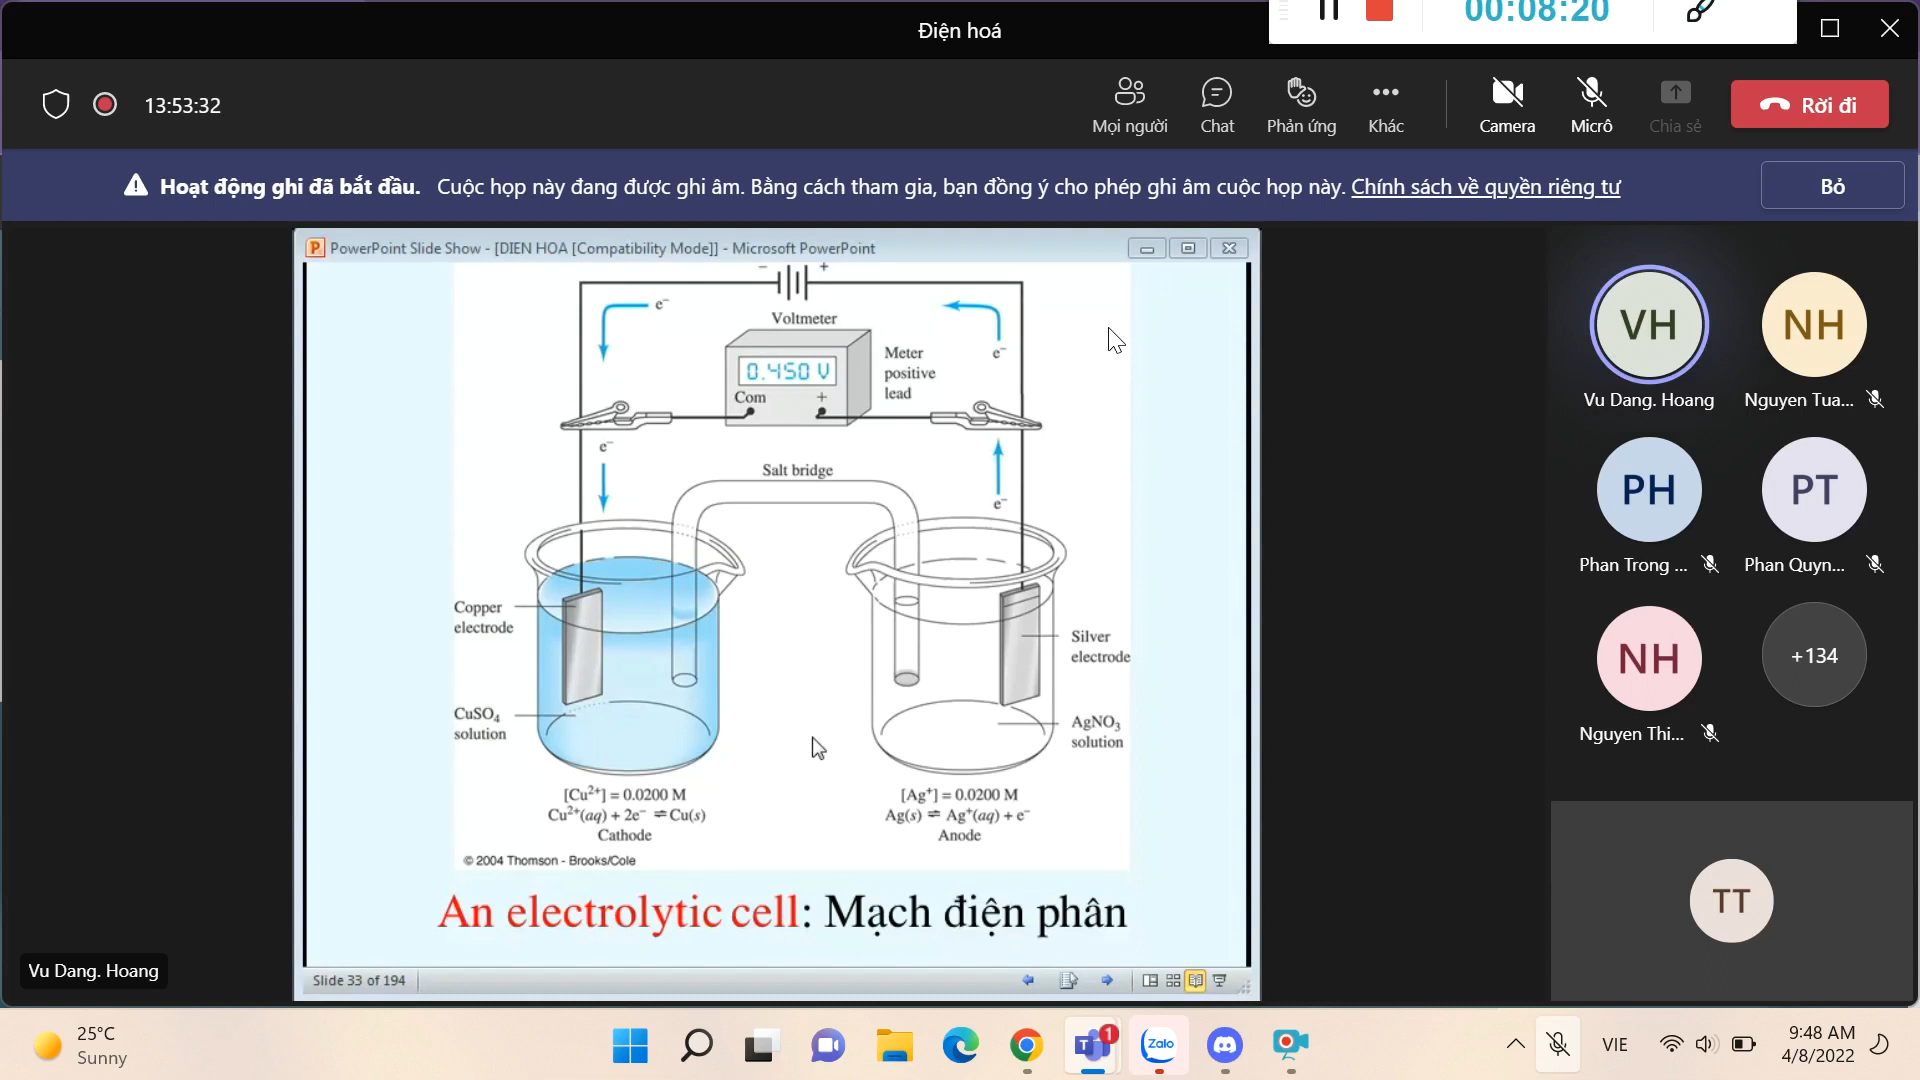 Điện hoá
00:08:20
13:53:32
Mọi người
Chat
Phản ứng
Khác
Camera
Micrô
Chia sẻ
Rời đi
Hoạt động ghi đã bắt đầu. Cuộc họp này đang được ghi âm. Bằng cách tham gia, bạn đồng ý cho phép ghi âm cuộc họp này. Chính sách về quyền riêng tư
Bỏ
P PowerPoint Slide Show - [DIEN HOA [Compatibility Mode]] - Microsoft PowerPoint
− +
e⁻
Voltmeter
e⁻
Meter
positive
lead
0.450 V
Com +
e⁻
Salt bridge
e⁻
Copper
electrode
Silver
electrode
CuSO₄
solution
AgNO₃
solution
[Cu²⁺] = 0.0200 M
Cu²⁺(aq) + 2e⁻ ⇌ Cu(s)
Cathode
[Ag⁺] = 0.0200 M
Ag(s) ⇌ Ag⁺(aq) + e⁻
Anode
© 2004 Thomson - Brooks/Cole
An electrolytic cell: Mạch điện phân
Slide 33 of 194
Vu Dang. Hoang
VH
Vu Dang. Hoang
NH
Nguyen Tua...
PH
Phan Trong ...
PT
Phan Quyn...
NH
Nguyen Thi...
+134
TT
25°C
Sunny
T
1
Zalo
VIE
9:48 AM
4/8/2022